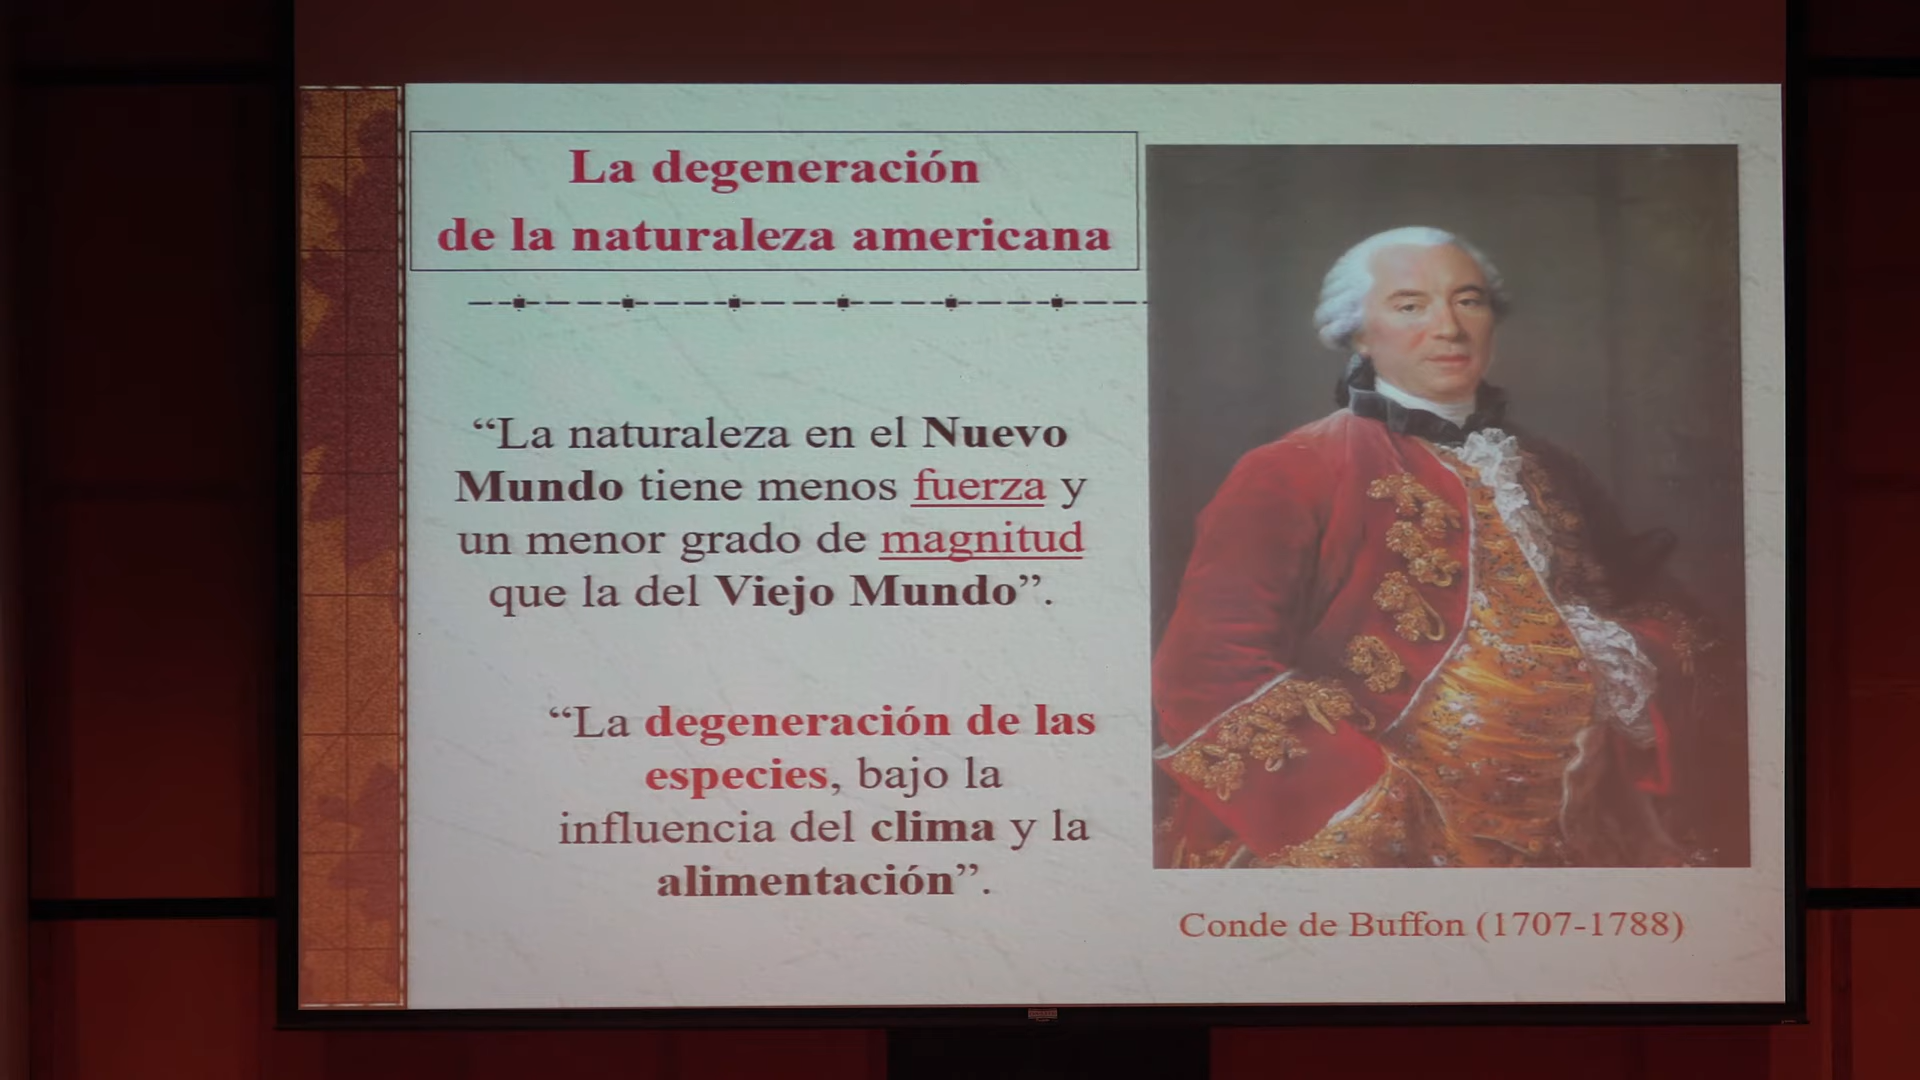 La degeneración
de la naturaleza americana
“La naturaleza en el Nuevo
Mundo tiene menos fuerza y
un menor grado de magnitud
que la del Viejo Mundo”.
“La degeneración de las
especies, bajo la
influencia del clima y la
alimentación”.
Conde de Buffon (1707-1788)